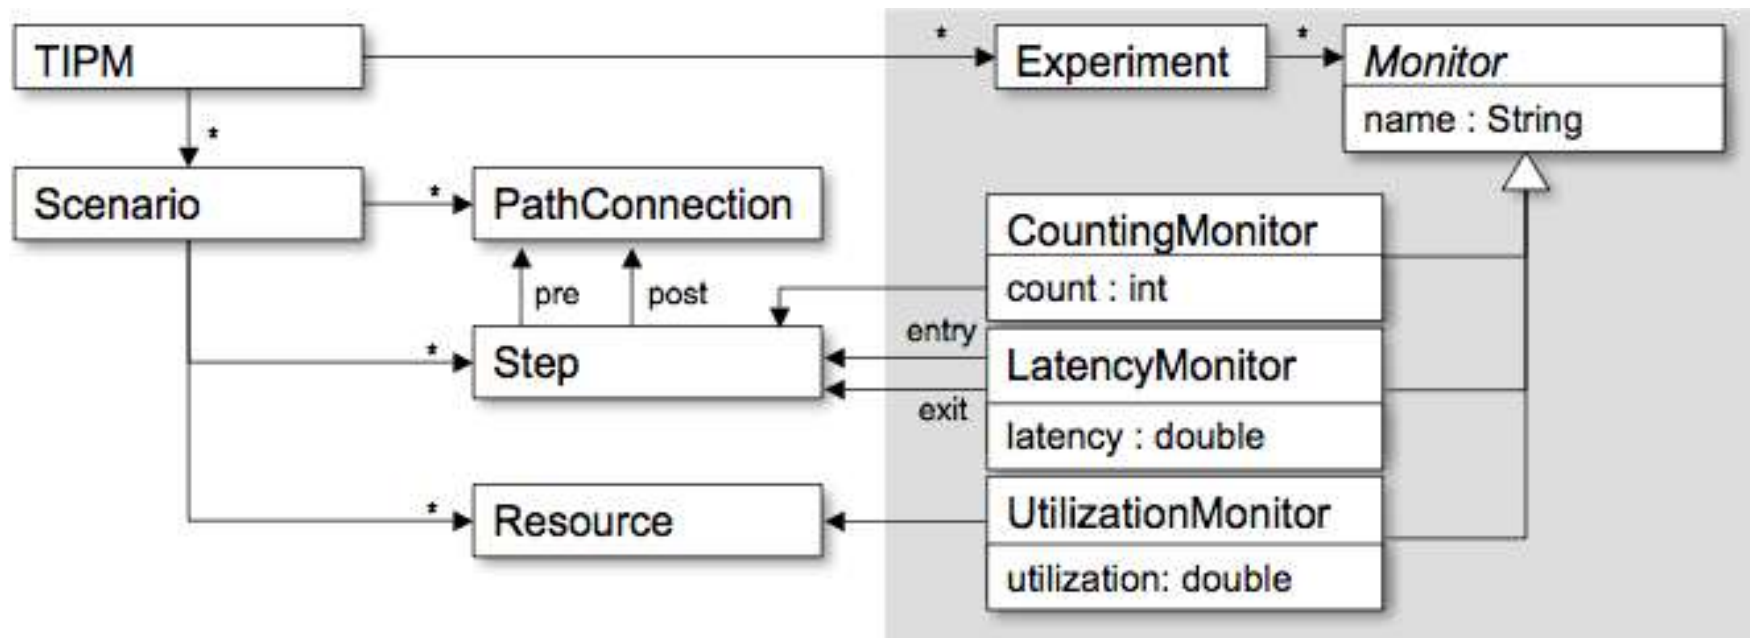 TIPM
*
Experiment
*
Monitor
name : String
*
Scenario
*
PathConnection
CountingMonitor
count : int
pre
post
entry
*
Step
LatencyMonitor
exit
latency : double
*
Resource
UtilizationMonitor
utilization: double